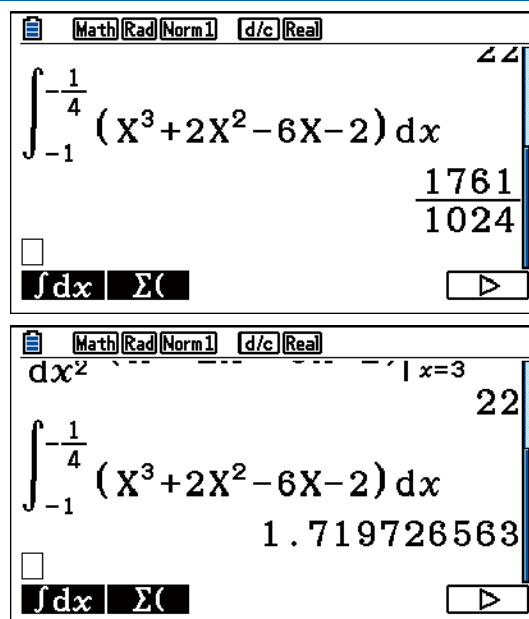 Math Rad Norm1 d/c Real
22
∫_{-1}^{-1/4} (X³+2X²-6X-2) dx
1761/1024
∫dx Σ( ▷
Math Rad Norm1 d/c Real
dx² |x=3
22
∫_{-1}^{-1/4} (X³+2X²-6X-2) dx
1.719726563
∫dx Σ( ▷